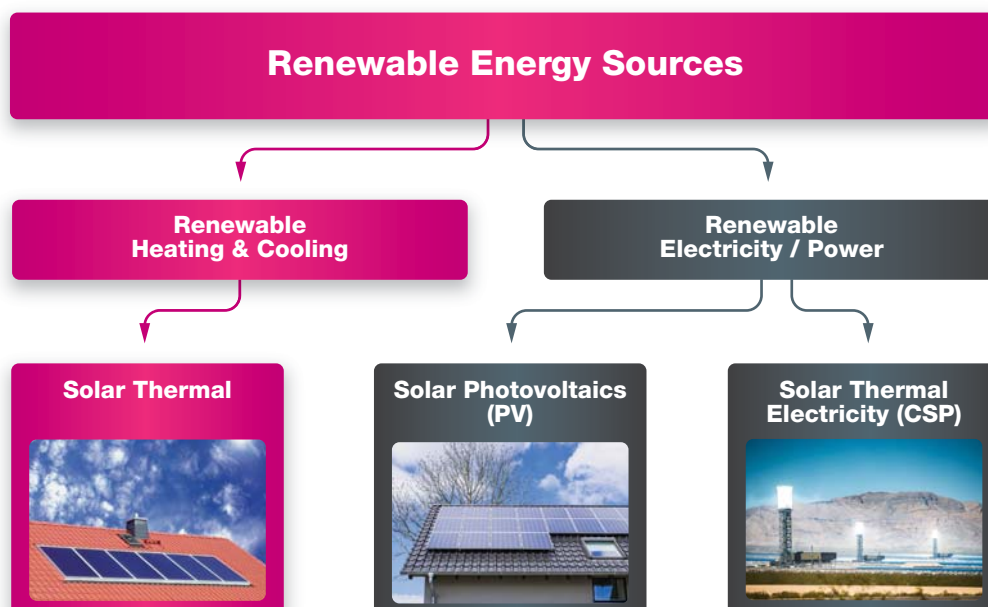 Renewable Energy Sources
Renewable
Heating & Cooling
Renewable
Electricity / Power
Solar Thermal
Solar Photovoltaics
(PV)
Solar Thermal
Electricity (CSP)